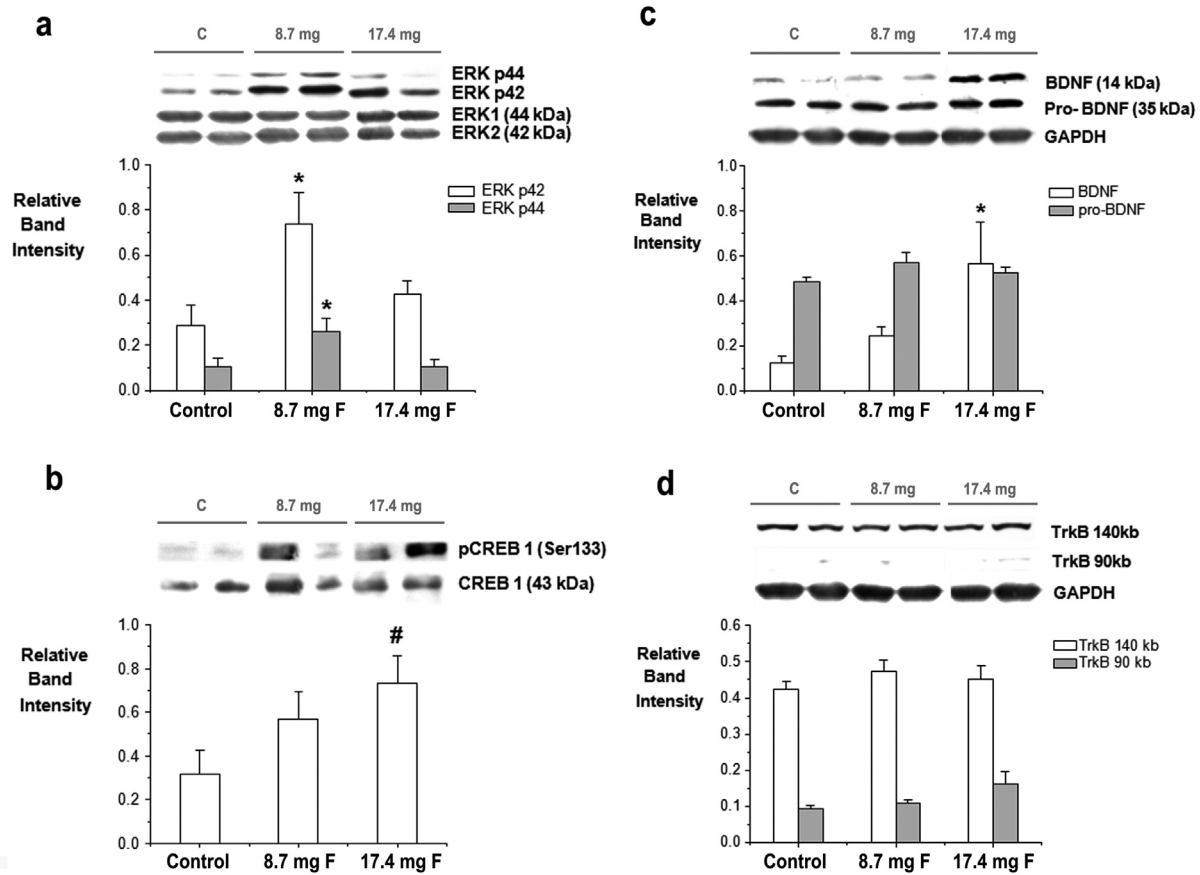 a
C 8.7 mg 17.4 mg
ERK p44
ERK p42
ERK1 (44 kDa)
ERK2 (42 kDa)
1.0
0.8
0.6
0.4
0.2
0.0
Relative
Band
Intensity
*
*
ERK p42
ERK p44
Control 8.7 mg F 17.4 mg F
c
C 8.7 mg 17.4 mg
BDNF (14 kDa)
Pro- BDNF (35 kDa)
GAPDH
1.0
0.8
0.6
0.4
0.2
0.0
Relative
Band
Intensity
*
BDNF
pro-BDNF
Control 8.7 mg F 17.4 mg F
b
C 8.7 mg 17.4 mg
pCREB 1 (Ser133)
CREB 1 (43 kDa)
1.0
0.8
0.6
0.4
0.2
0.0
Relative
Band
Intensity
#
Control 8.7 mg F 17.4 mg F
d
C 8.7 mg 17.4 mg
TrkB 140kb
TrkB 90kb
GAPDH
0.6
0.5
0.4
0.3
0.2
0.1
0.0
Relative
Band
Intensity
TrkB 140 kb
TrkB 90 kb
Control 8.7 mg F 17.4 mg F